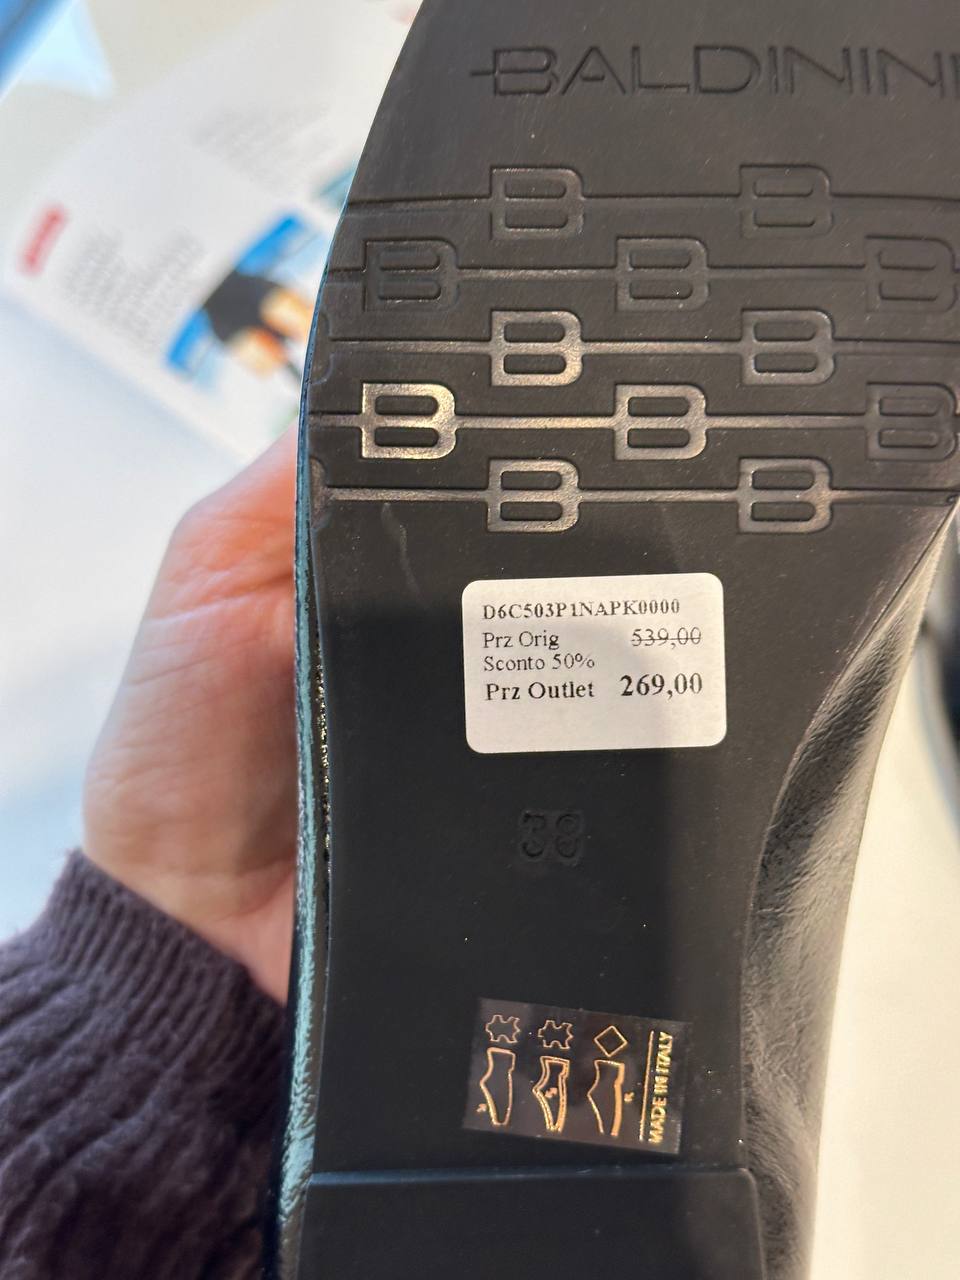 BALDININI
B B
B B B
B B
B B B
B B
D6C503P1NAPK0000
Prz Orig 539,00
Sconto 50%
Prz Outlet 269,00
38
MADE IN ITALY